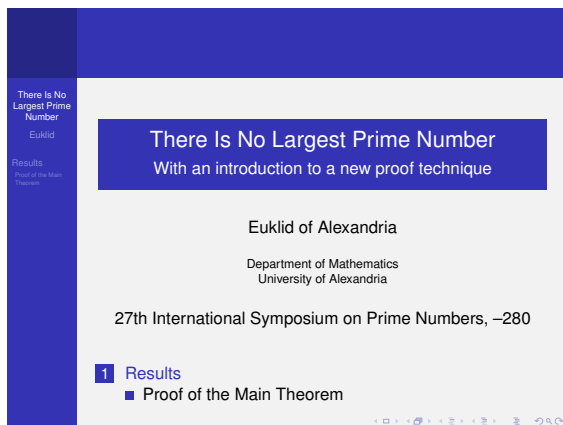 There Is No
Largest Prime
Number
Euklid
Results
Proof of the Main
Theorem
There Is No Largest Prime Number
With an introduction to a new proof technique
Euklid of Alexandria
Department of Mathematics
University of Alexandria
27th International Symposium on Prime Numbers, –280
1 Results
Proof of the Main Theorem